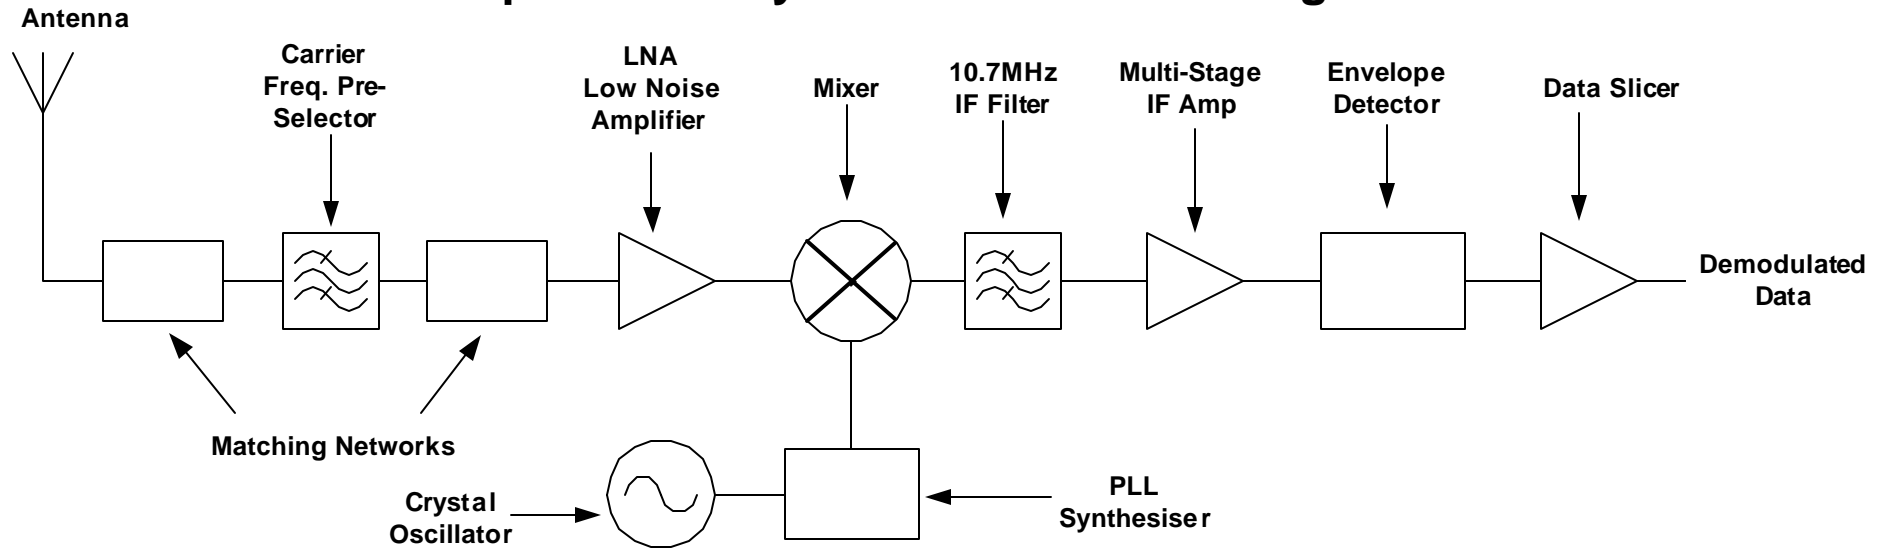 Antenna
Carrier
Freq. Pre-
Selector
LNA
Low Noise
Amplifier
Mixer
10.7MHz
IF Filter
Multi-Stage
IF Amp
Envelope
Detector
Data Slicer
Demodulated
Data
Matching Networks
Crystal
Oscillator
PLL
Synthesiser